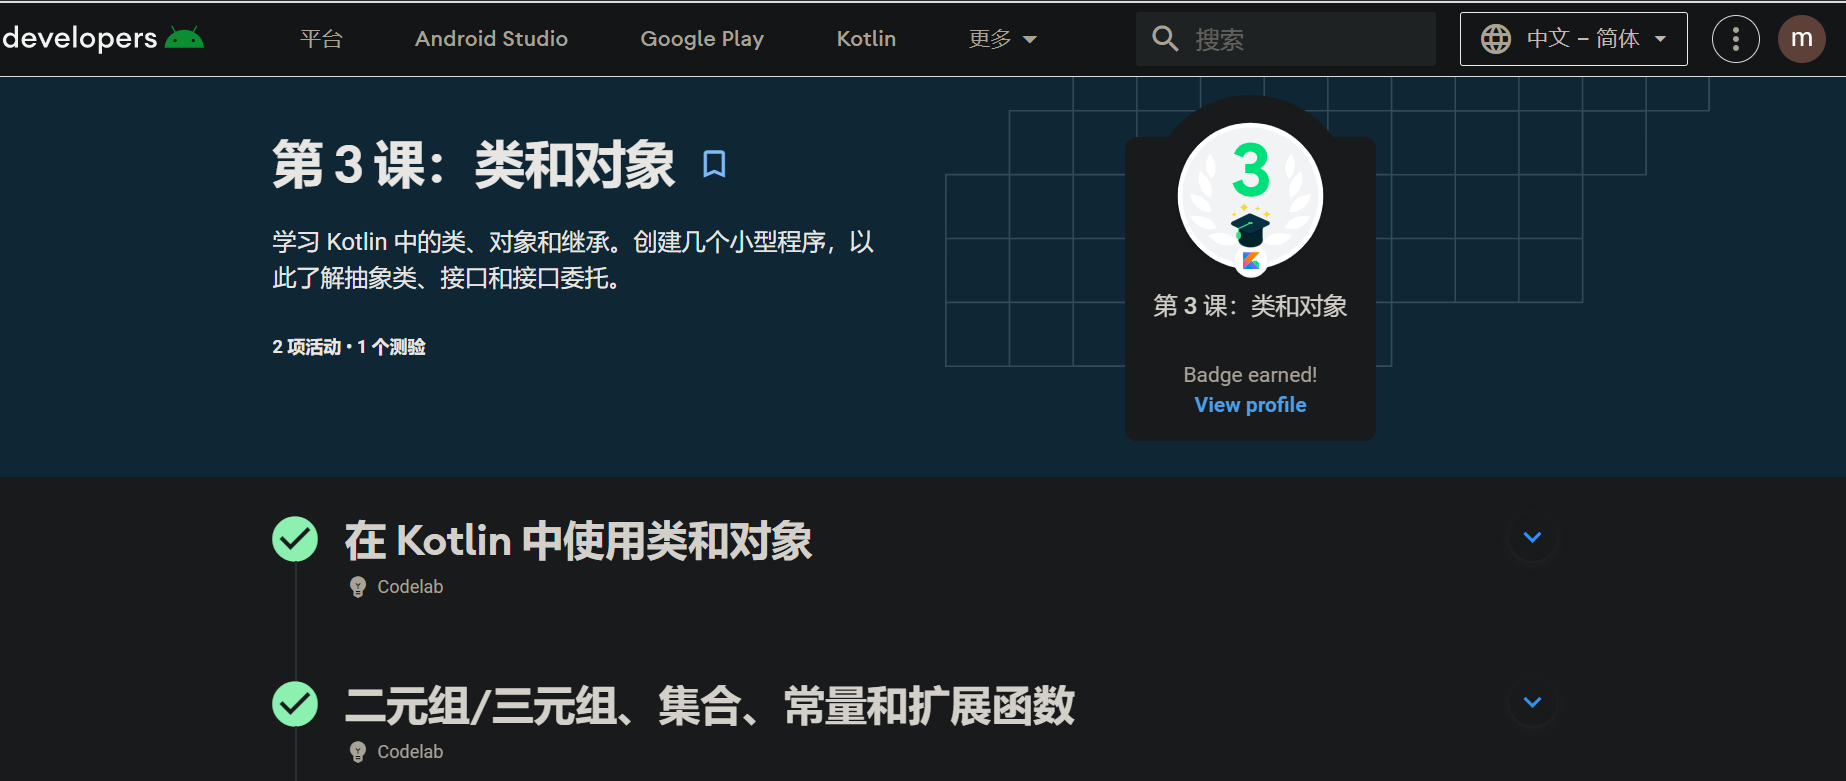 developers
平台
Android Studio
Google Play
Kotlin
更多
搜索
中文 – 简体
m
第 3 课：类和对象
学习 Kotlin 中的类、对象和继承。创建几个小型程序，以
此了解抽象类、接口和接口委托。
2 项活动 • 1 个测验
3
第 3 课：类和对象
Badge earned!
View profile
在 Kotlin 中使用类和对象
Codelab
二元组/三元组、集合、常量和扩展函数
Codelab